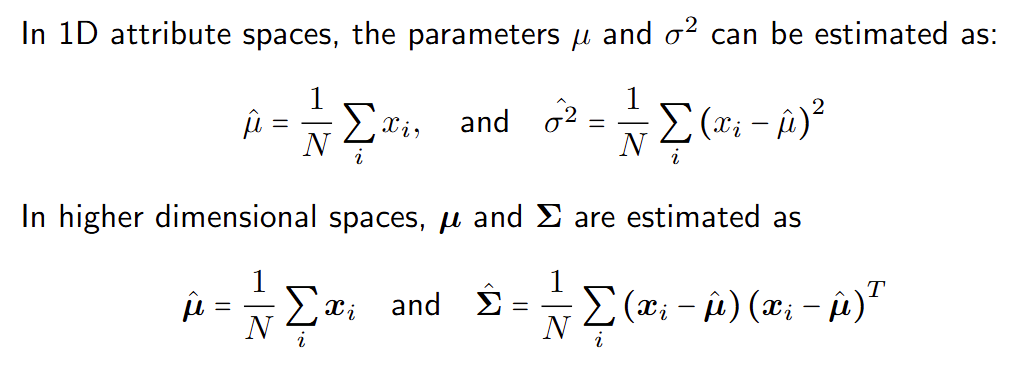 In 1D attribute spaces, the parameters μ and σ² can be estimated as:
μ̂ = 1/N ∑ᵢ xᵢ, and σ̂² = 1/N ∑ᵢ (xᵢ − μ̂)²
In higher dimensional spaces, 𝝁 and 𝚺 are estimated as
𝝁̂ = 1/N ∑ᵢ 𝒙ᵢ and 𝚺̂ = 1/N ∑ᵢ (𝒙ᵢ − 𝝁̂) (𝒙ᵢ − 𝝁̂)ᵀ